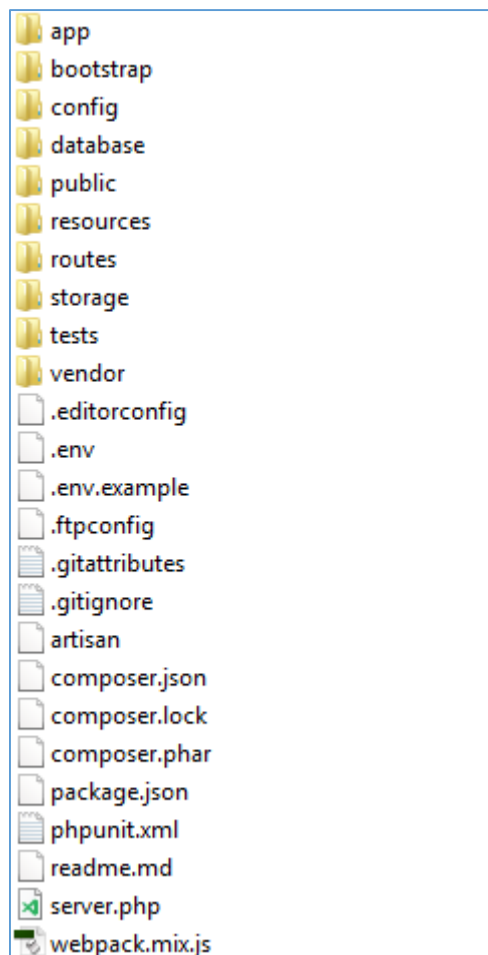 app
bootstrap
config
database
public
resources
routes
storage
tests
vendor
.editorconfig
.env
.env.example
.ftpconfig
.gitattributes
.gitignore
artisan
composer.json
composer.lock
composer.phar
package.json
phpunit.xml
readme.md
server.php
webpack.mix.js